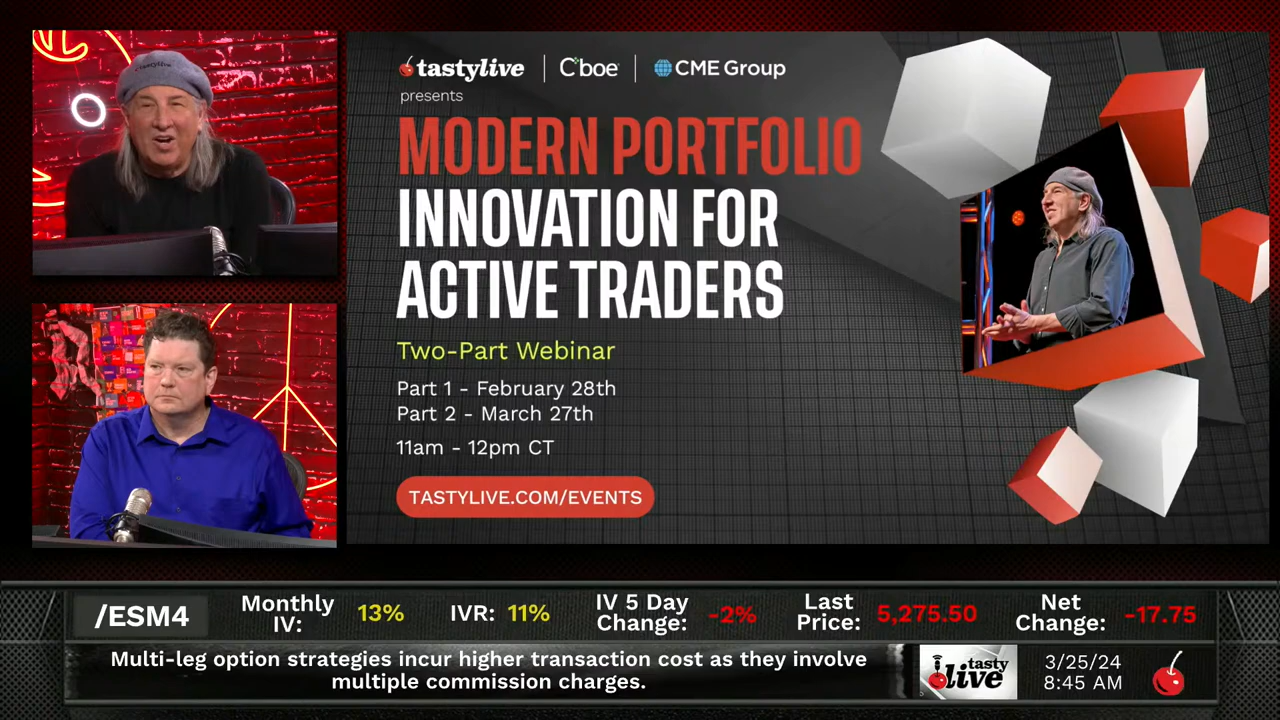 tastylive
Cboe
CME Group
presents
MODERN PORTFOLIO
INNOVATION FOR
ACTIVE TRADERS
Two-Part Webinar
Part 1 - February 28th
Part 2 - March 27th
11am - 12pm CT
TASTYLIVE.COM/EVENTS
/ESM4
Monthly
IV:
13%
IVR:
11%
IV 5 Day
Change:
-2%
Last
Price:
5,275.50
Net
Change:
-17.75
Multi-leg option strategies incur higher transaction cost as they involve
multiple commission charges.
tasty
live
3/25/24
8:45 AM